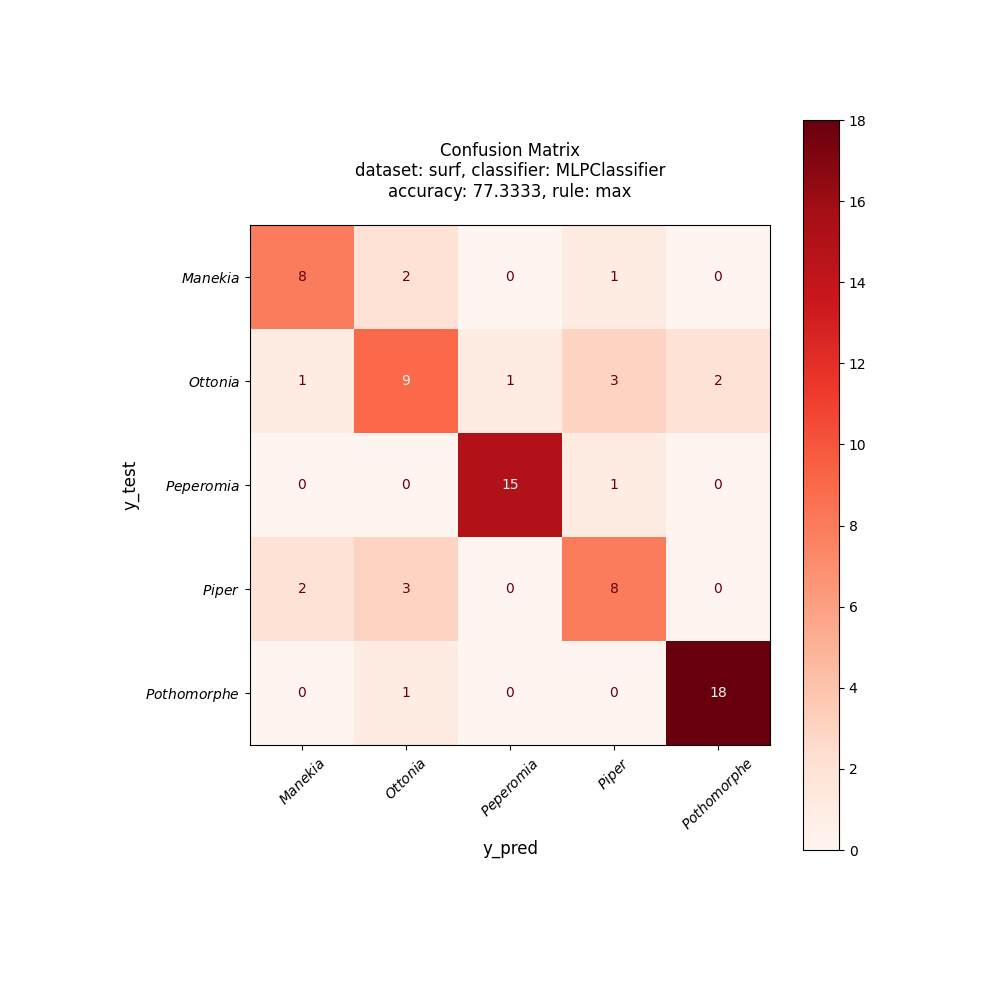 Confusion Matrix
dataset: surf, classifier: MLPClassifier
accuracy: 77.3333, rule: max
Manekia 8 2 0 1 0
Ottonia 1 9 1 3 2
Peperomia 0 0 15 1 0
Piper 2 3 0 8 0
Pothomorphe 0 1 0 0 18
y_test
Manekia Ottonia Peperomia Piper Pothomorphe
y_pred
18
16
14
12
10
8
6
4
2
0